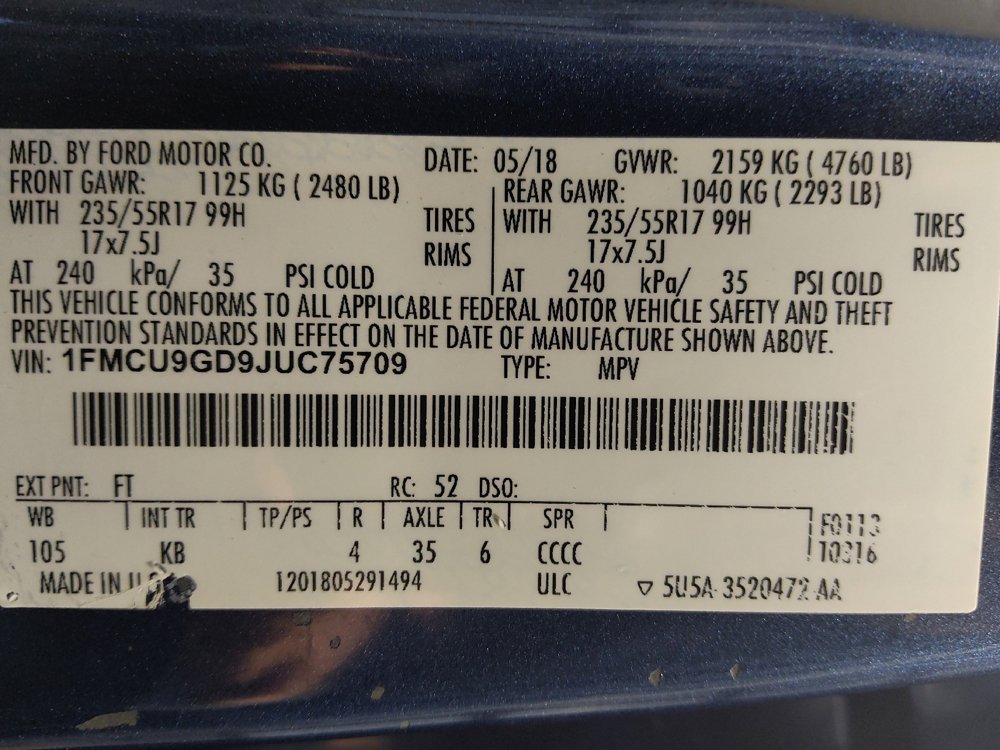 MFD. BY FORD MOTOR CO. DATE: 05/18 GVWR: 2159 KG ( 4760 LB)
FRONT GAWR: 1125 KG ( 2480 LB) REAR GAWR: 1040 KG ( 2293 LB)
WITH 235/55R17 99H TIRES WITH 235/55R17 99H TIRES
17x7.5J RIMS 17x7.5J RIMS
AT 240 kPa/ 35 PSI COLD AT 240 kPa/ 35 PSI COLD
THIS VEHICLE CONFORMS TO ALL APPLICABLE FEDERAL MOTOR VEHICLE SAFETY AND THEFT
PREVENTION STANDARDS IN EFFECT ON THE DATE OF MANUFACTURE SHOWN ABOVE.
VIN: 1FMCU9GD9JUC75709 TYPE: MPV
EXT PNT: FT RC: 52 DSO:
WB INT TR TP/PS R AXLE TR SPR F0113
105 KB 4 35 6 CCCC 10316
MADE IN 1201805291494 ULC ▽ 5U5A-3520472-AA